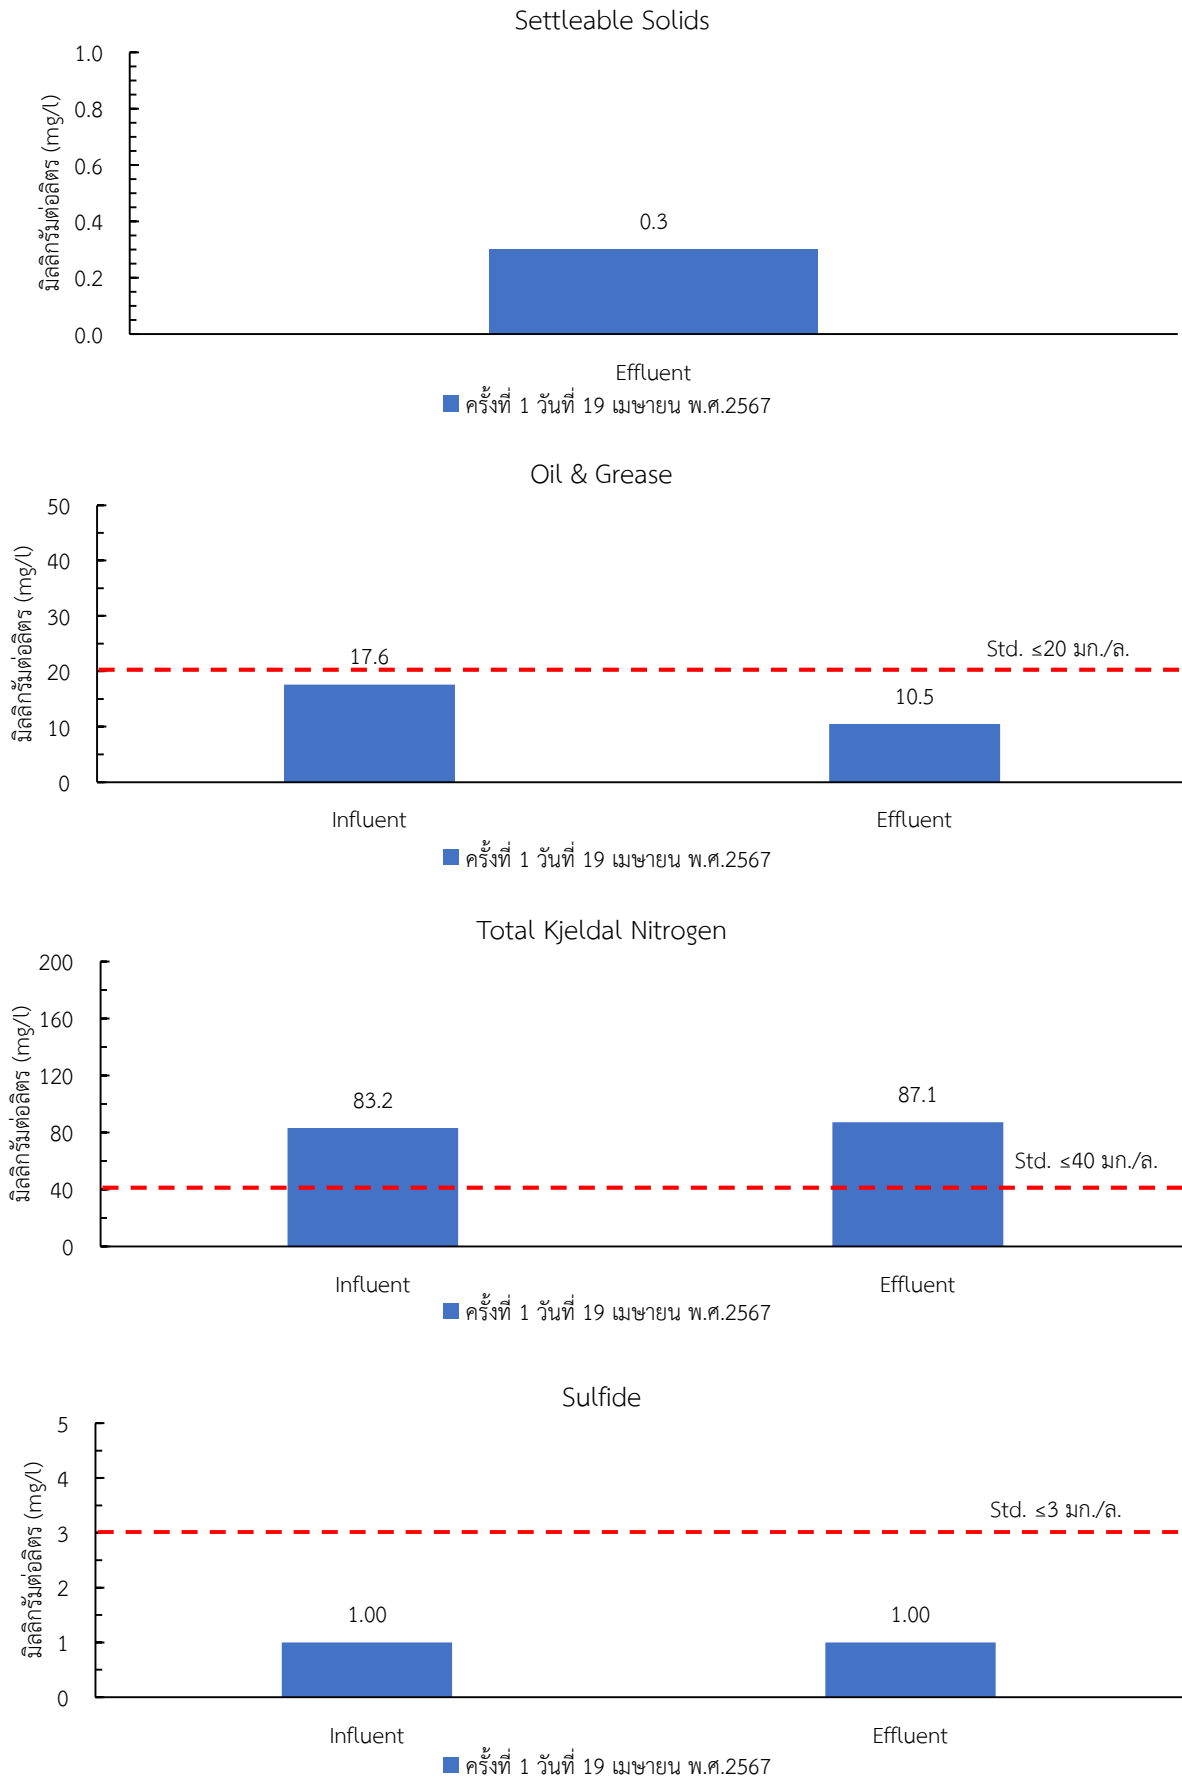 Settleable Solids
มิลลิกรัมต่อลิตร (mg/l)
1.0
0.8
0.6
0.4
0.2
0.0
0.3
Effluent
ครั้งที่ 1 วันที่ 19 เมษายน พ.ศ.2567
Oil & Grease
มิลลิกรัมต่อลิตร (mg/l)
50
40
30
20
10
0
17.6
Std. ≤20 มก./ล.
10.5
Influent
Effluent
ครั้งที่ 1 วันที่ 19 เมษายน พ.ศ.2567
Total Kjeldal Nitrogen
มิลลิกรัมต่อลิตร (mg/l)
200
160
120
80
40
0
83.2
87.1
Std. ≤40 มก./ล.
Influent
Effluent
ครั้งที่ 1 วันที่ 19 เมษายน พ.ศ.2567
Sulfide
มิลลิกรัมต่อลิตร (mg/l)
5
4
3
2
1
0
Std. ≤3 มก./ล.
1.00
1.00
Influent
Effluent
ครั้งที่ 1 วันที่ 19 เมษายน พ.ศ.2567